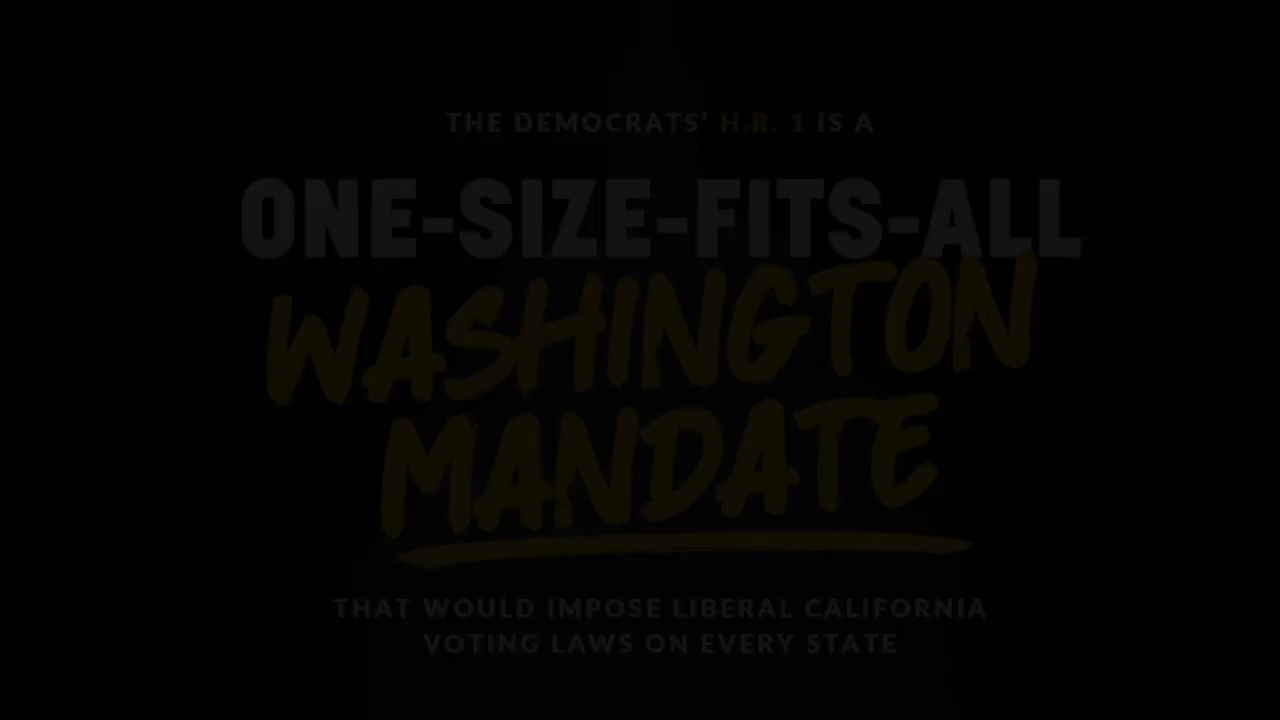 THE DEMOCRATS' H.R. 1 IS A
ONE-SIZE-FITS-ALL
WASHINGTON
MANDATE
THAT WOULD IMPOSE LIBERAL CALIFORNIA
VOTING LAWS ON EVERY STATE